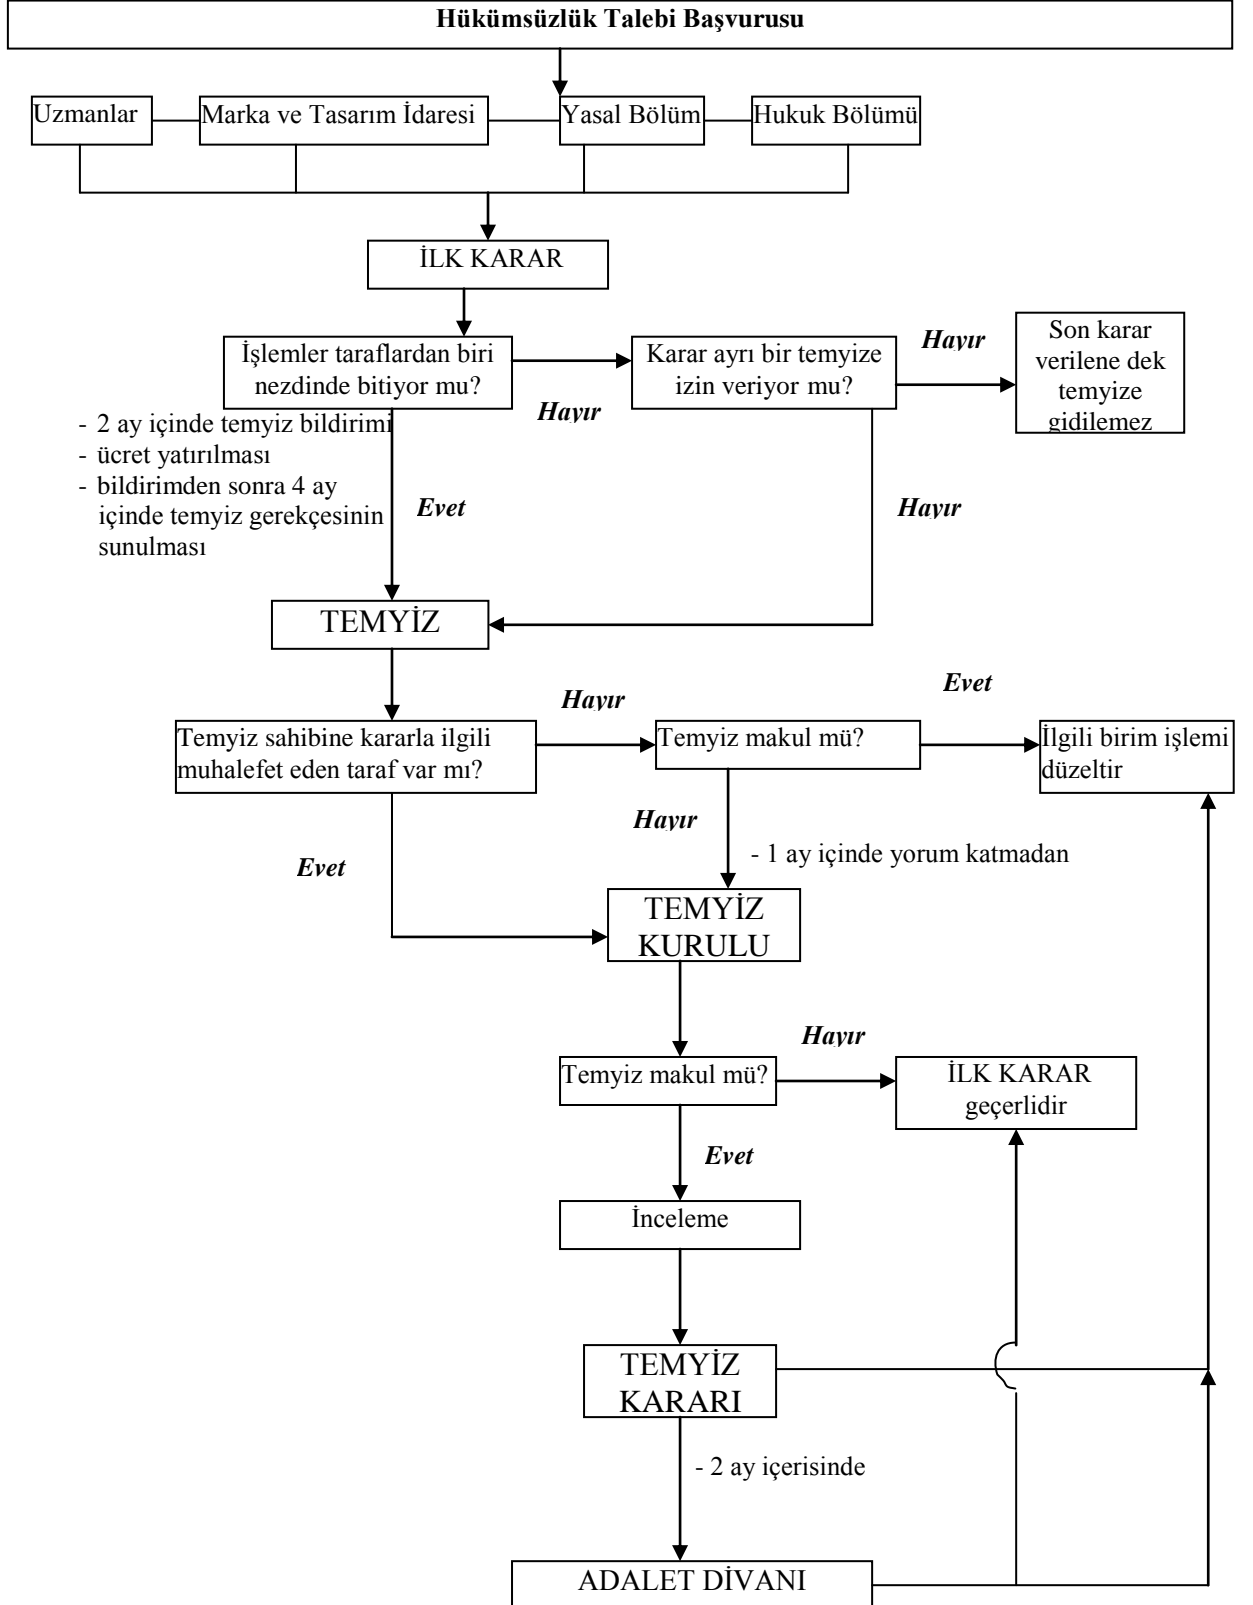 Hükümsüzlük Talebi Başvurusu
Uzmanlar
Marka ve Tasarım İdaresi
Yasal Bölüm
Hukuk Bölümü
İLK KARAR
İşlemler taraflardan biri
nezdinde bitiyor mu?
Hayır
Karar ayrı bir temyize
izin veriyor mu?
Hayır
Son karar
verilene dek
temyize
gidilemez
- 2 ay içinde temyiz bildirimi
- ücret yatırılması
- bildirimden sonra 4 ay
içinde temyiz gerekçesinin
sunulması
Evet
Hayır
TEMYİZ
Temyiz sahibine kararla ilgili
muhalefet eden taraf var mı?
Hayır
Temyiz makul mü?
Evet
İlgili birim işlemi
düzeltir
Evet
Hayır
- 1 ay içinde yorum katmadan
TEMYİZ
KURULU
Temyiz makul mü?
Hayır
İLK KARAR
geçerlidir
Evet
İnceleme
TEMYİZ
KARARI
- 2 ay içerisinde
ADALET DİVANI